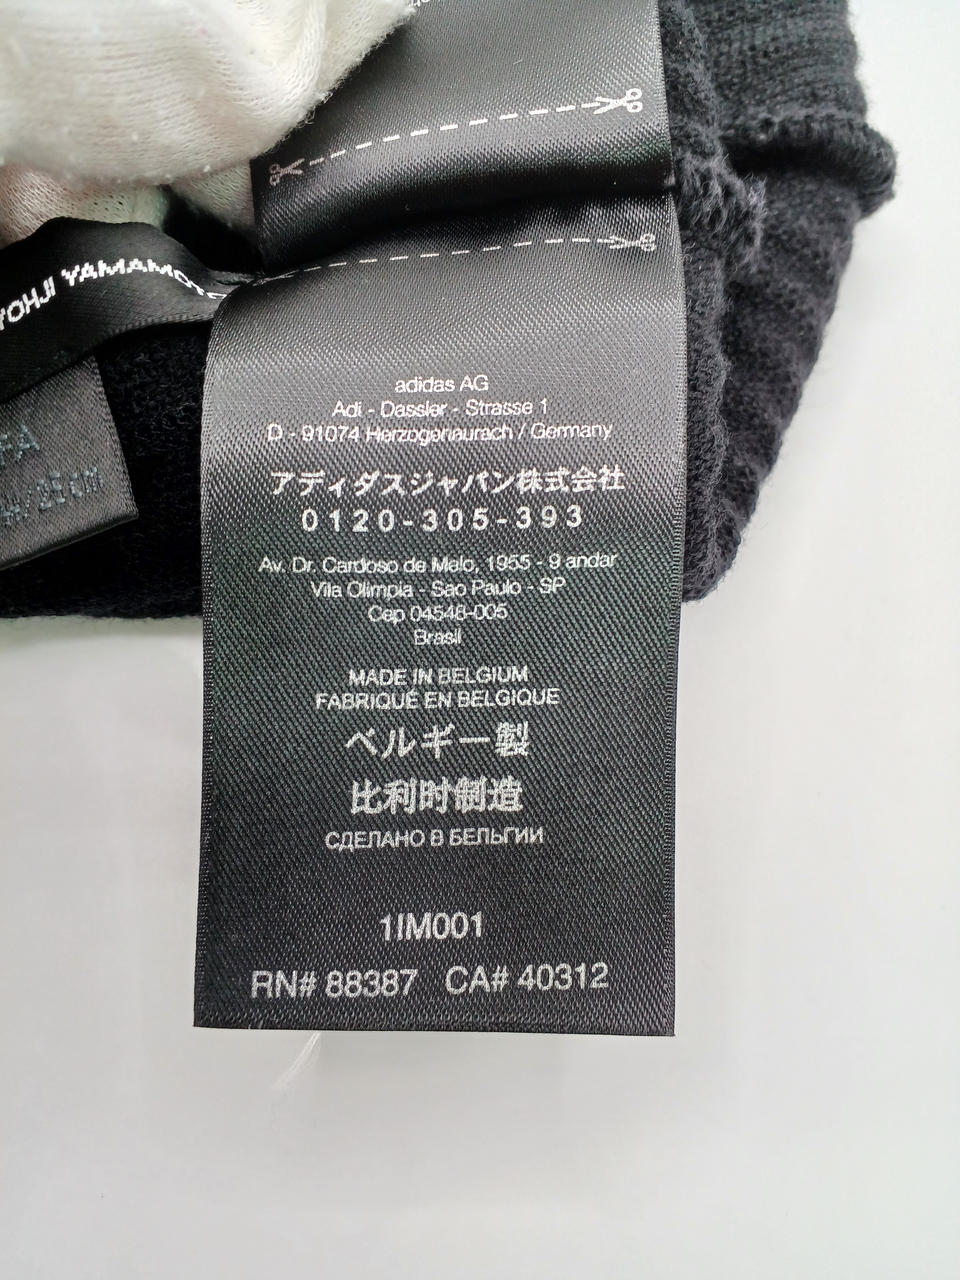 YOHJI YAMAMOTO
adidas AG
Adi - Dassler - Strasse 1
D - 91074 Herzogenaurach / Germany
アディダスジャパン株式会社
0120-305-393
Av. Dr. Cardoso de Melo, 1955 - 9 andar
Vila Olimpia - Sao Paulo - SP
Cep 04548-005
Brasil
MADE IN BELGIUM
FABRIQUÉ EN BELGIQUE
ベルギー製
比利时制造
СДЕЛАНО В БЕЛЬГИИ
1IM001
RN# 88387 CA# 40312